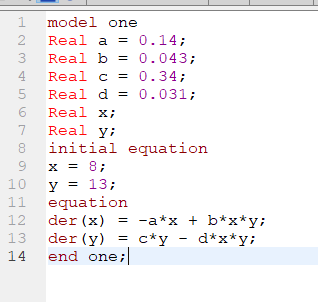 1 model one
2 Real a = 0.14;
3 Real b = 0.043;
4 Real c = 0.34;
5 Real d = 0.031;
6 Real x;
7 Real y;
8 initial equation
9 x = 8;
10 y = 13;
11 equation
12 der(x) = -a*x + b*x*y;
13 der(y) = c*y - d*x*y;
14 end one;